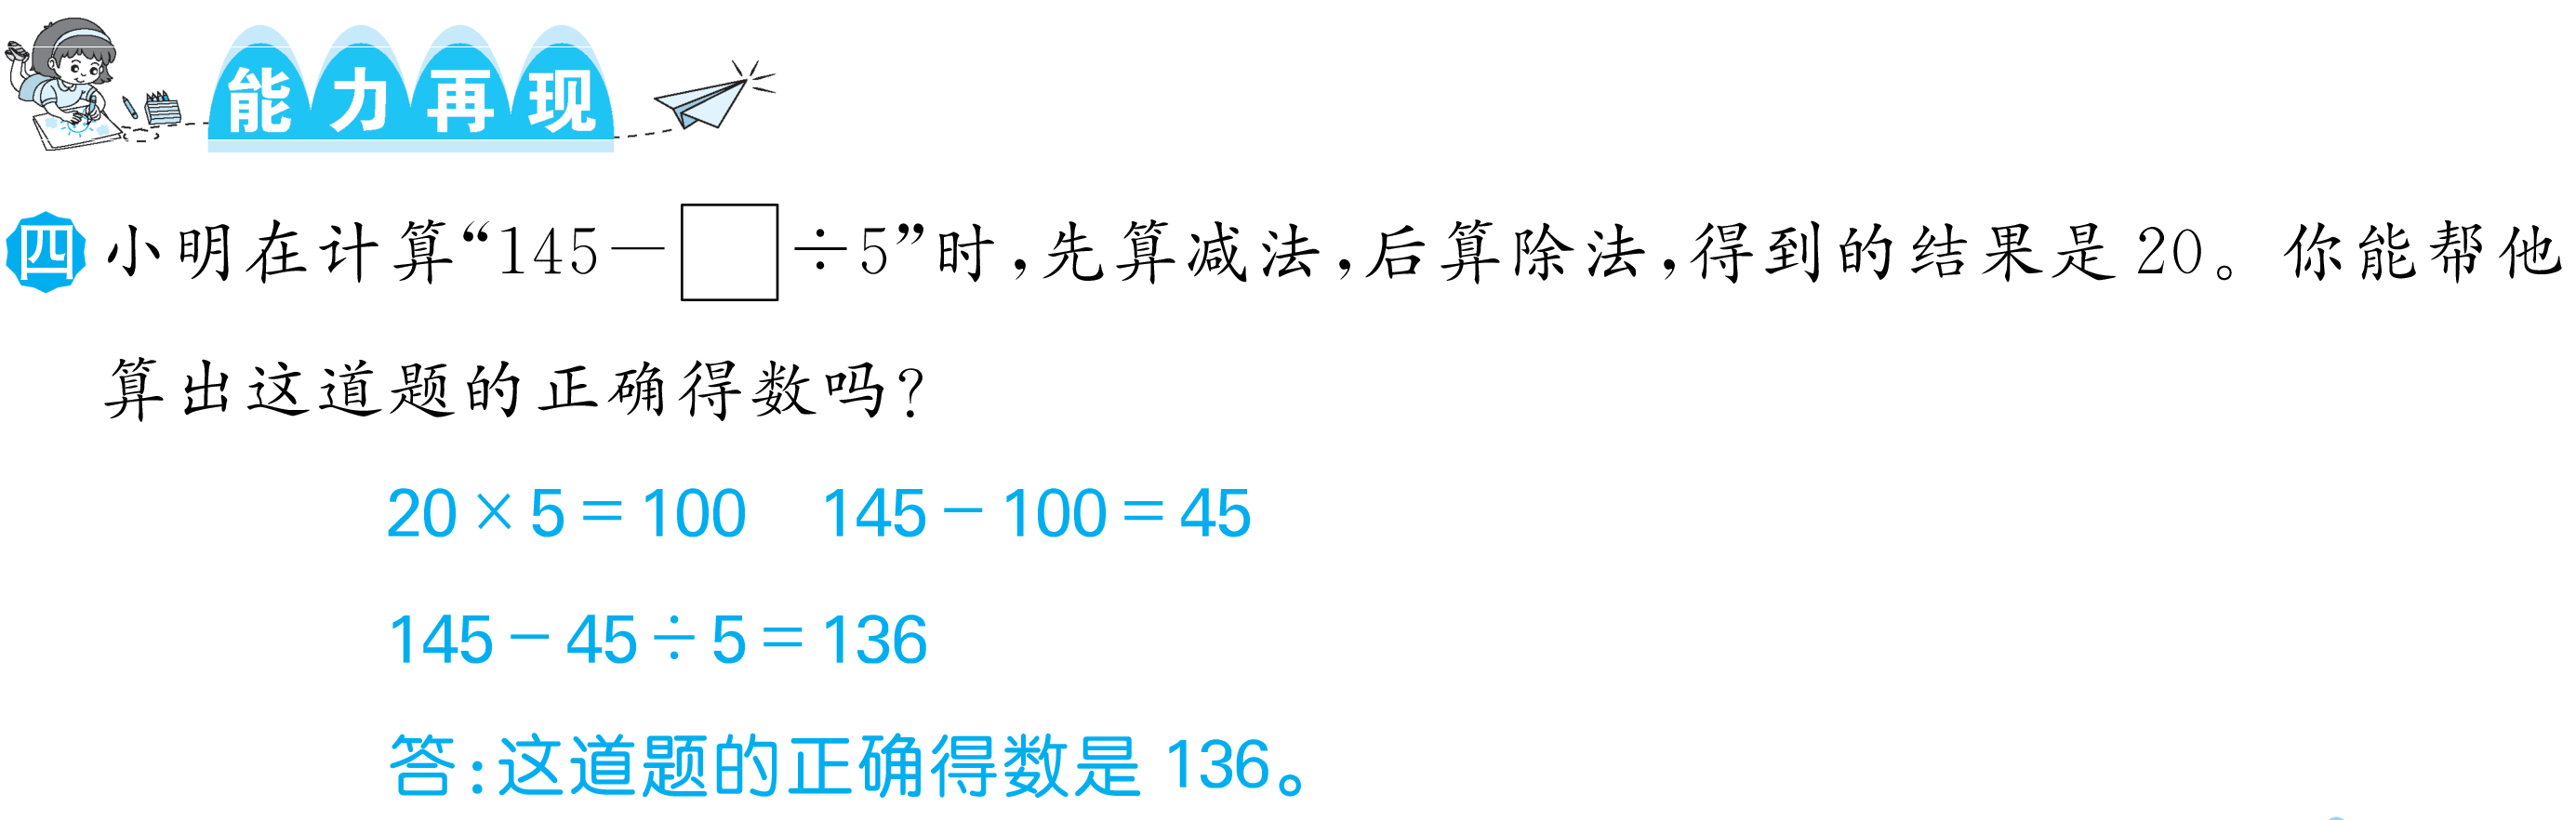 能力再现
四 小明在计算“145－□÷5”时,先算减法,后算除法,得到的结果是20。你能帮他
算出这道题的正确得数吗?
20×5=100 145－100=45
145－45÷5=136
答:这道题的正确得数是 136。